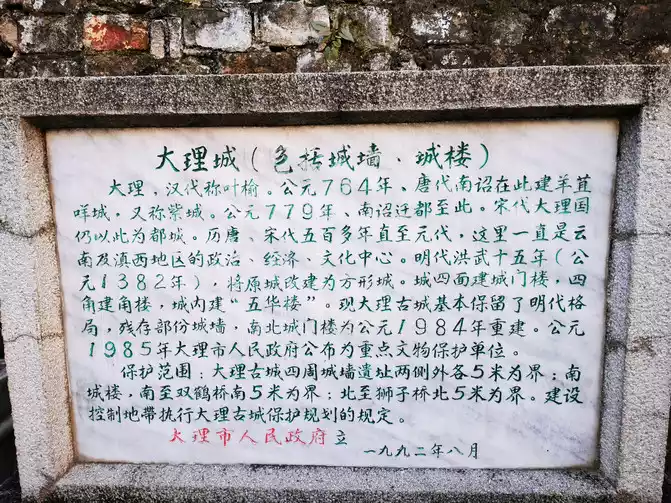 大理城(包括城墙、城楼)
大理,汉代称叶榆。公元764年、唐代南诏在此建羊苴
咩城,又称紫城。公元779年、南诏迁都至此。宋代大理国
仍以此为都城。历唐、宋代五百多年直至元代,这里一直是云
南及滇西地区的政治、经济、文化中心。明代洪武十五年(公
元1382年),将原城改建为方形城。城四面建城门楼,四
角建角楼,城内建“五华楼”。现大理古城基本保留了明代格
局,残存部份城墙,南北城门楼为公元1984年重建。公元
1985年大理市人民政府公布为重点文物保护单位。
保护范围:大理古城四周城墙遗址两侧外各5米为界;南
城楼,南至双鹤桥南5米为界;北至狮子桥北5米为界。建设
控制地带执行大理古城保护规划的规定。
大理市人民政府立
一九九二年八月